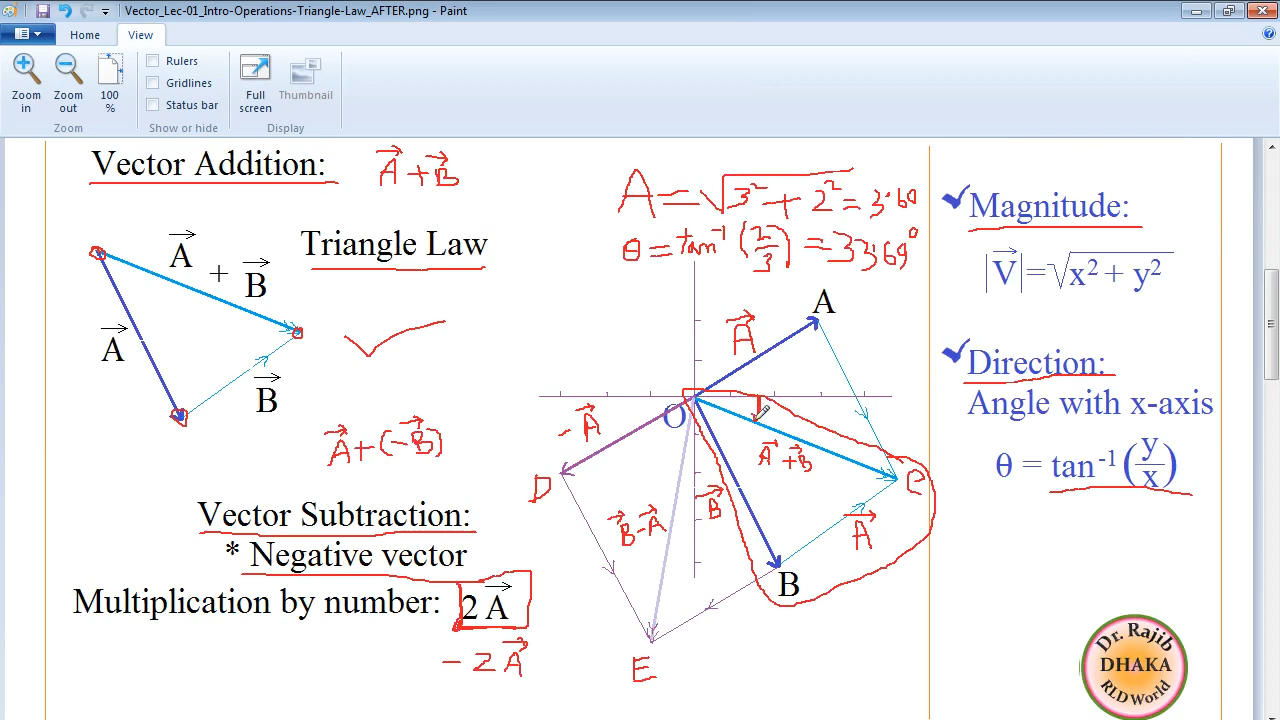 Vector_Lec-01_Intro-Operations-Triangle-Law_AFTER.png - Paint
Home
View
Zoom in
Zoom out
100 %
Rulers
Gridlines
Status bar
Full screen
Thumbnail
Zoom
Show or hide
Display
Vector Addition: A⃗ + B⃗
A⃗ + B⃗
Triangle Law
A⃗
B⃗
A⃗ + (-B⃗)
Vector Subtraction:
* Negative vector
Multiplication by number: 2 A⃗
- 2 A⃗
A = √3² + 2² = 3.60
θ = tan⁻¹ (2/3) = 33.69°
A
A⃗
O
-A⃗
A⃗ + B⃗
D
C
B⃗
B⃗ - A⃗
A⃗
B
E
Magnitude:
|V⃗| = √x² + y²
Direction:
Angle with x-axis
θ = tan⁻¹ (y/x)
Dr. Rajib
DHAKA
RLD World